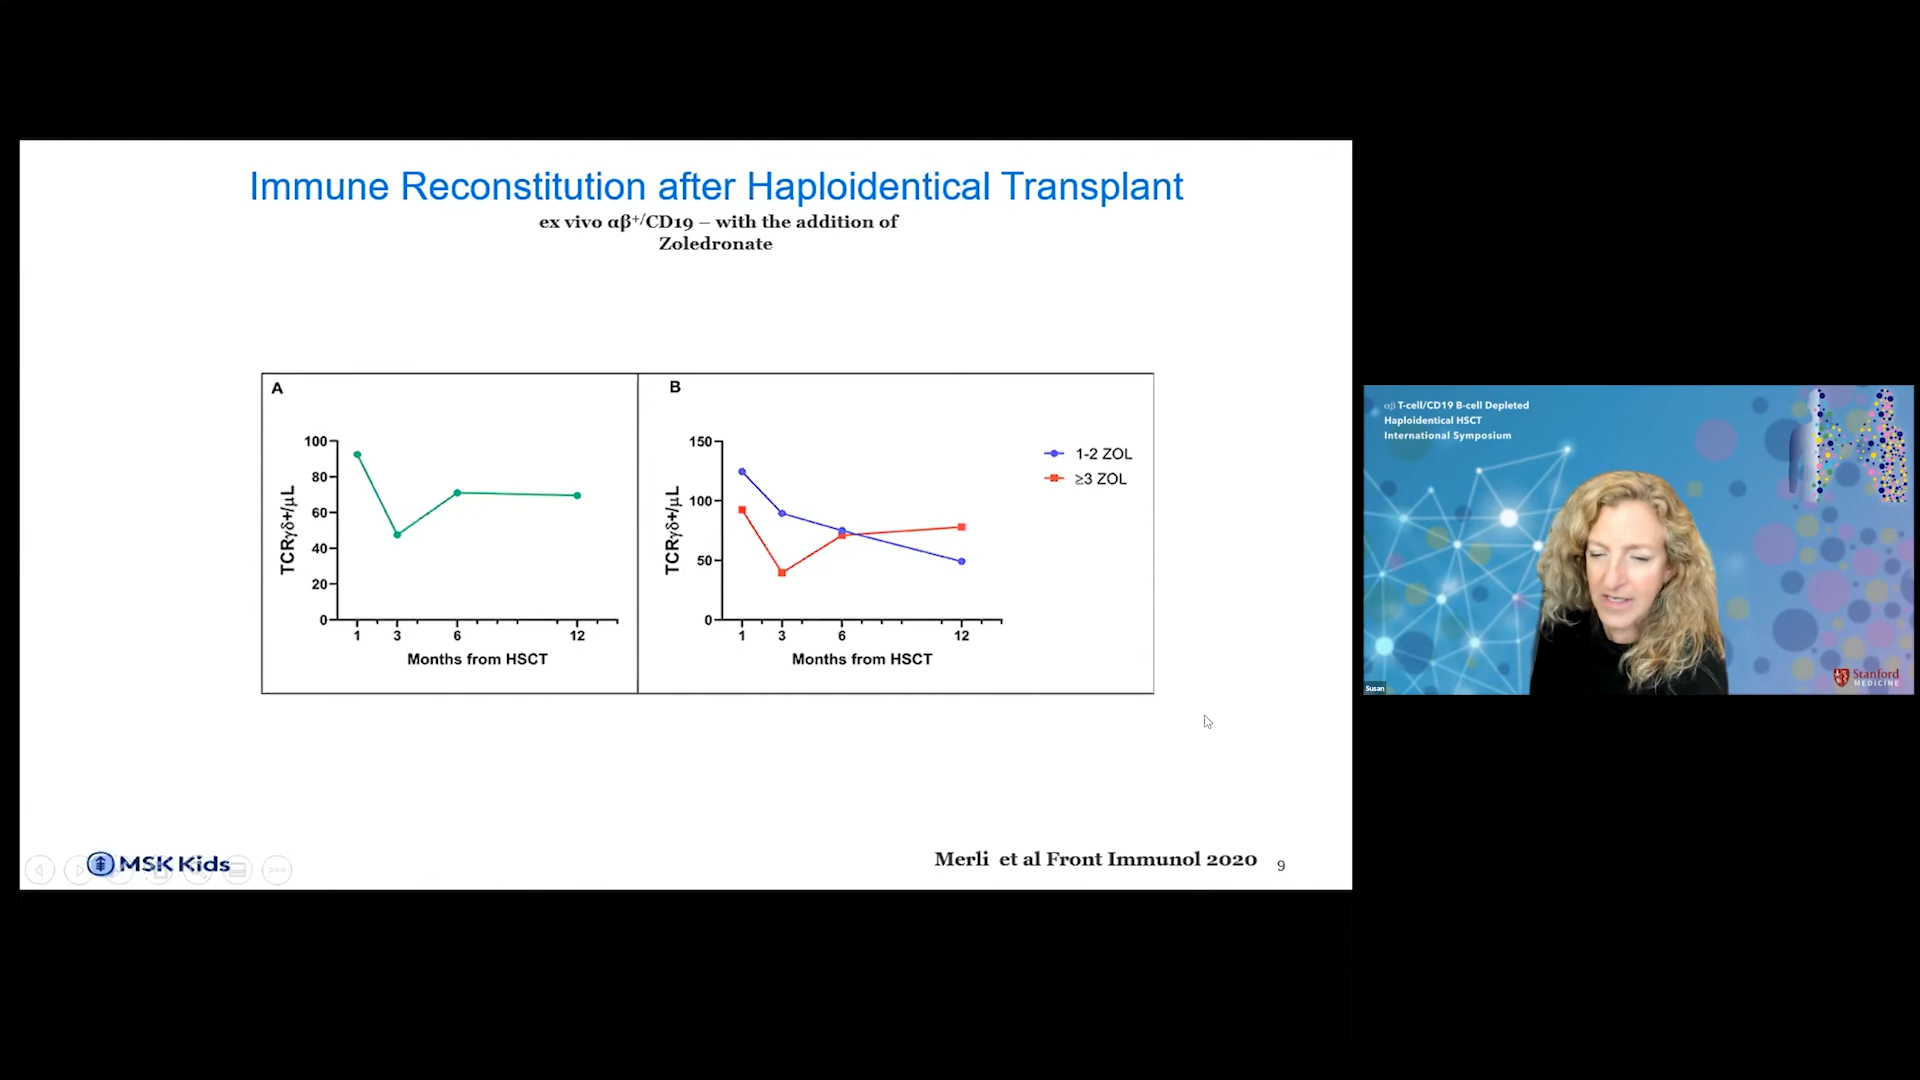 Immune Reconstitution after Haploidentical Transplant
ex vivo αβ+/CD19 – with the addition of
Zoledronate
A
100
80
60
40
20
0
TCRγδ+/μL
1 3 6 12
Months from HSCT
B
150
100
50
0
TCRγδ+/μL
1 3 6 12
Months from HSCT
1-2 ZOL
≥3 ZOL
MSK Kids
Merli et al Front Immunol 2020
9
αβ T-cell/CD19 B-cell Depleted
Haploidentical HSCT
International Symposium
Susan
Stanford
MEDICINE